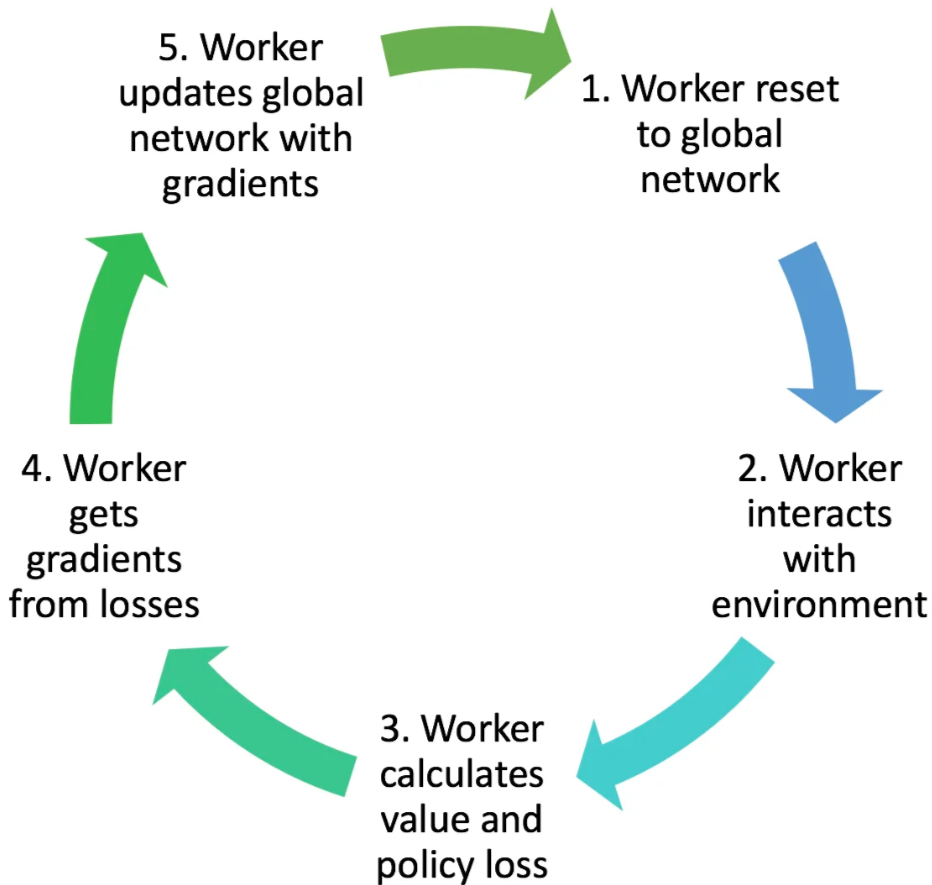 1. Worker reset
to global
network
2. Worker
interacts
with
environment
3. Worker
calculates
value and
policy loss
4. Worker
gets
gradients
from losses
5. Worker
updates global
network with
gradients